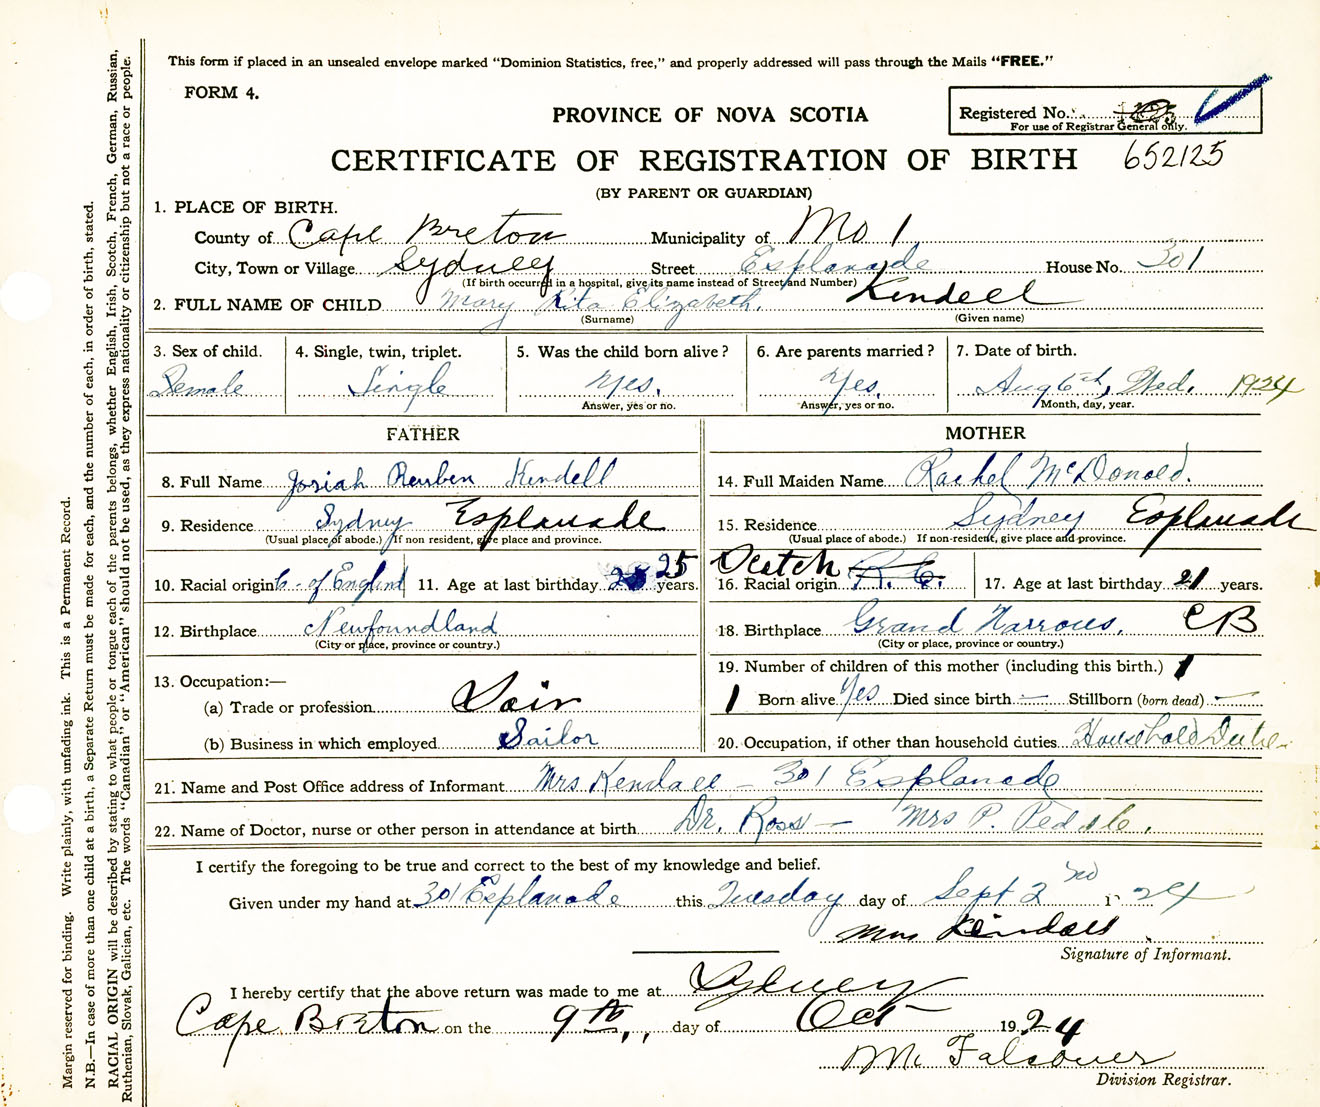 This form if placed in an unsealed envelope marked "Dominion Statistics, free," and properly addressed will pass through the Mails "FREE."
FORM 4.
PROVINCE OF NOVA SCOTIA
Registered No.
For use of Registrar General only.
CERTIFICATE OF REGISTRATION OF BIRTH 652125
(BY PARENT OR GUARDIAN)
1. PLACE OF BIRTH.
County of Cape Breton Municipality of No 1
City, Town or Village Sydney Street Esplanade House No. 301
(If birth occurred in a hospital, give its name instead of Street and Number)
2. FULL NAME OF CHILD Mary Rita Elizabeth. Kendell
(Surname) (Given name)
3. Sex of child. 4. Single, twin, triplet. 5. Was the child born alive? 6. Are parents married? 7. Date of birth.
Female Single Yes. Yes. Aug 6th, Wed. 1924
Answer, yes or no. Answer, yes or no. Month, day, year.
FATHER MOTHER
8. Full Name Josiah Reuben Kendell 14. Full Maiden Name Rachel McDonald.
9. Residence Sydney Esplanade 15. Residence Sydney Esplanade
(Usual place of abode.) If non resident, give place and province. (Usual place of abode.) If non-resident, give place and province.
10. Racial origin C. of England 11. Age at last birthday 25 years. Scotch 16. Racial origin R. C. 17. Age at last birthday 21 years.
12. Birthplace Newfoundland 18. Birthplace Grand Narrows. CB
(City or place, province or country.) (City or place, province or country.)
13. Occupation:— 19. Number of children of this mother (including this birth.) 1
(a) Trade or profession 1 Born alive Yes Died since birth — Stillborn (born dead) —
(b) Business in which employed Sailor 20. Occupation, if other than household duties Household Duties
21. Name and Post Office address of Informant Mrs. Kendall - 301 Esplanade
22. Name of Doctor, nurse or other person in attendance at birth Dr. Ross — Mrs P. Peddle.
I certify the foregoing to be true and correct to the best of my knowledge and belief.
Given under my hand at 301 Esplanade this Tuesday day of Sept 2nd 1 24
Mrs Kendall
Signature of Informant.
I hereby certify that the above return was made to me at Sydney
Cape Breton on the 9th, day of Oct 1924
Falconer
Division Registrar.
Margin reserved for binding. Write plainly, with unfading ink. This is a Permanent Record.
N.B.—In case of more than one child at a birth, a Separate Return must be made for each, and the number of each, in order of birth, stated.
RACIAL ORIGIN will be described by stating to what people or tongue each of the parents belongs, whether English, Irish, Scotch, French, German, Russian,
Ruthenian, Slovak, Galician, etc. The words "Canadian" or "American" should not be used, as they express nationality or citizenship but not a race or people.